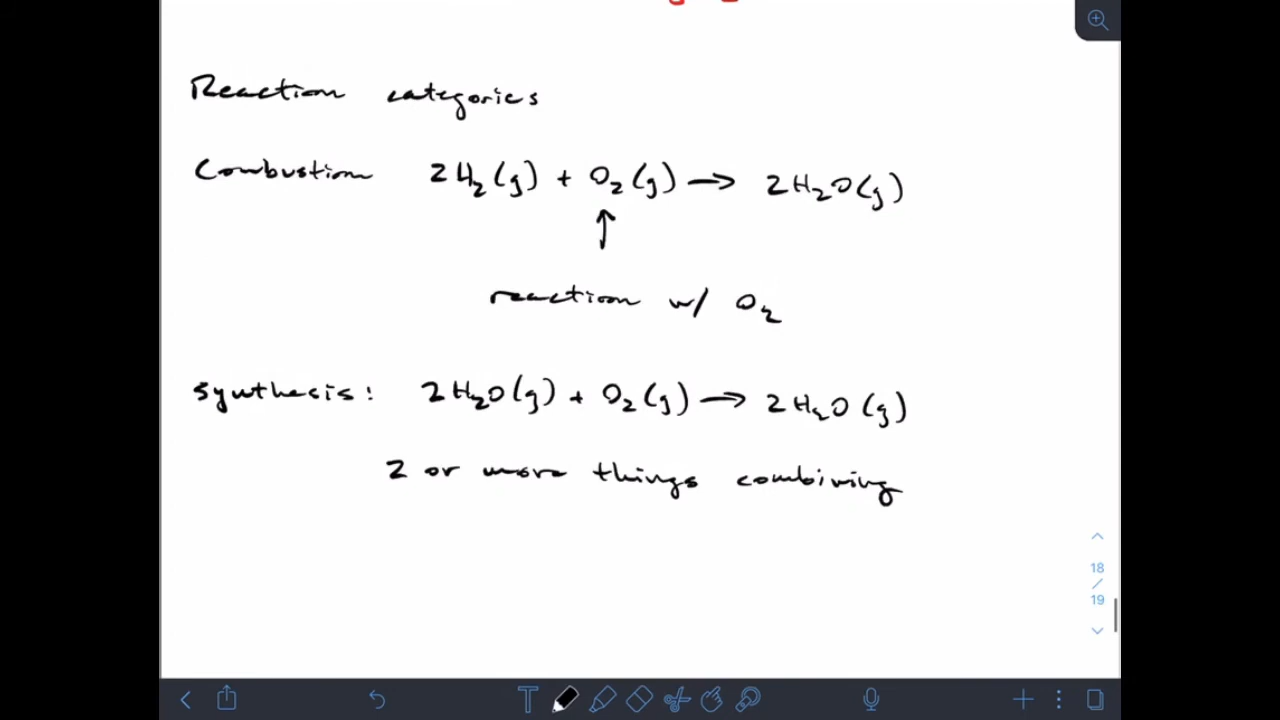 Reaction categories
Combustion 2H₂(g) + O₂(g) → 2H₂O(g)
↑
reaction w/ O₂
Synthesis: 2H₂O(g) + O₂(g) → 2H₂O(g)
2 or more things combining
18
/
19
T